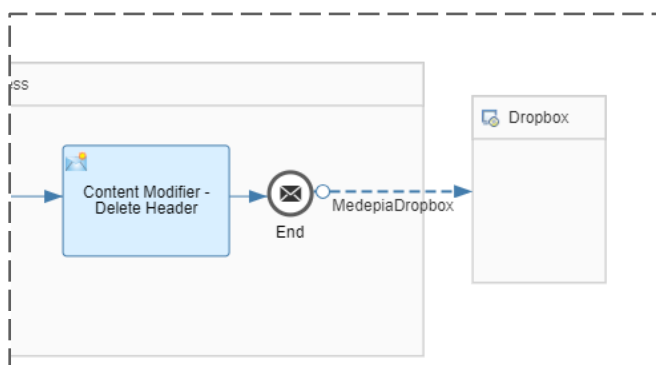 ss
Dropbox
Content Modifier -
Delete Header
MedepiaDropbox
End